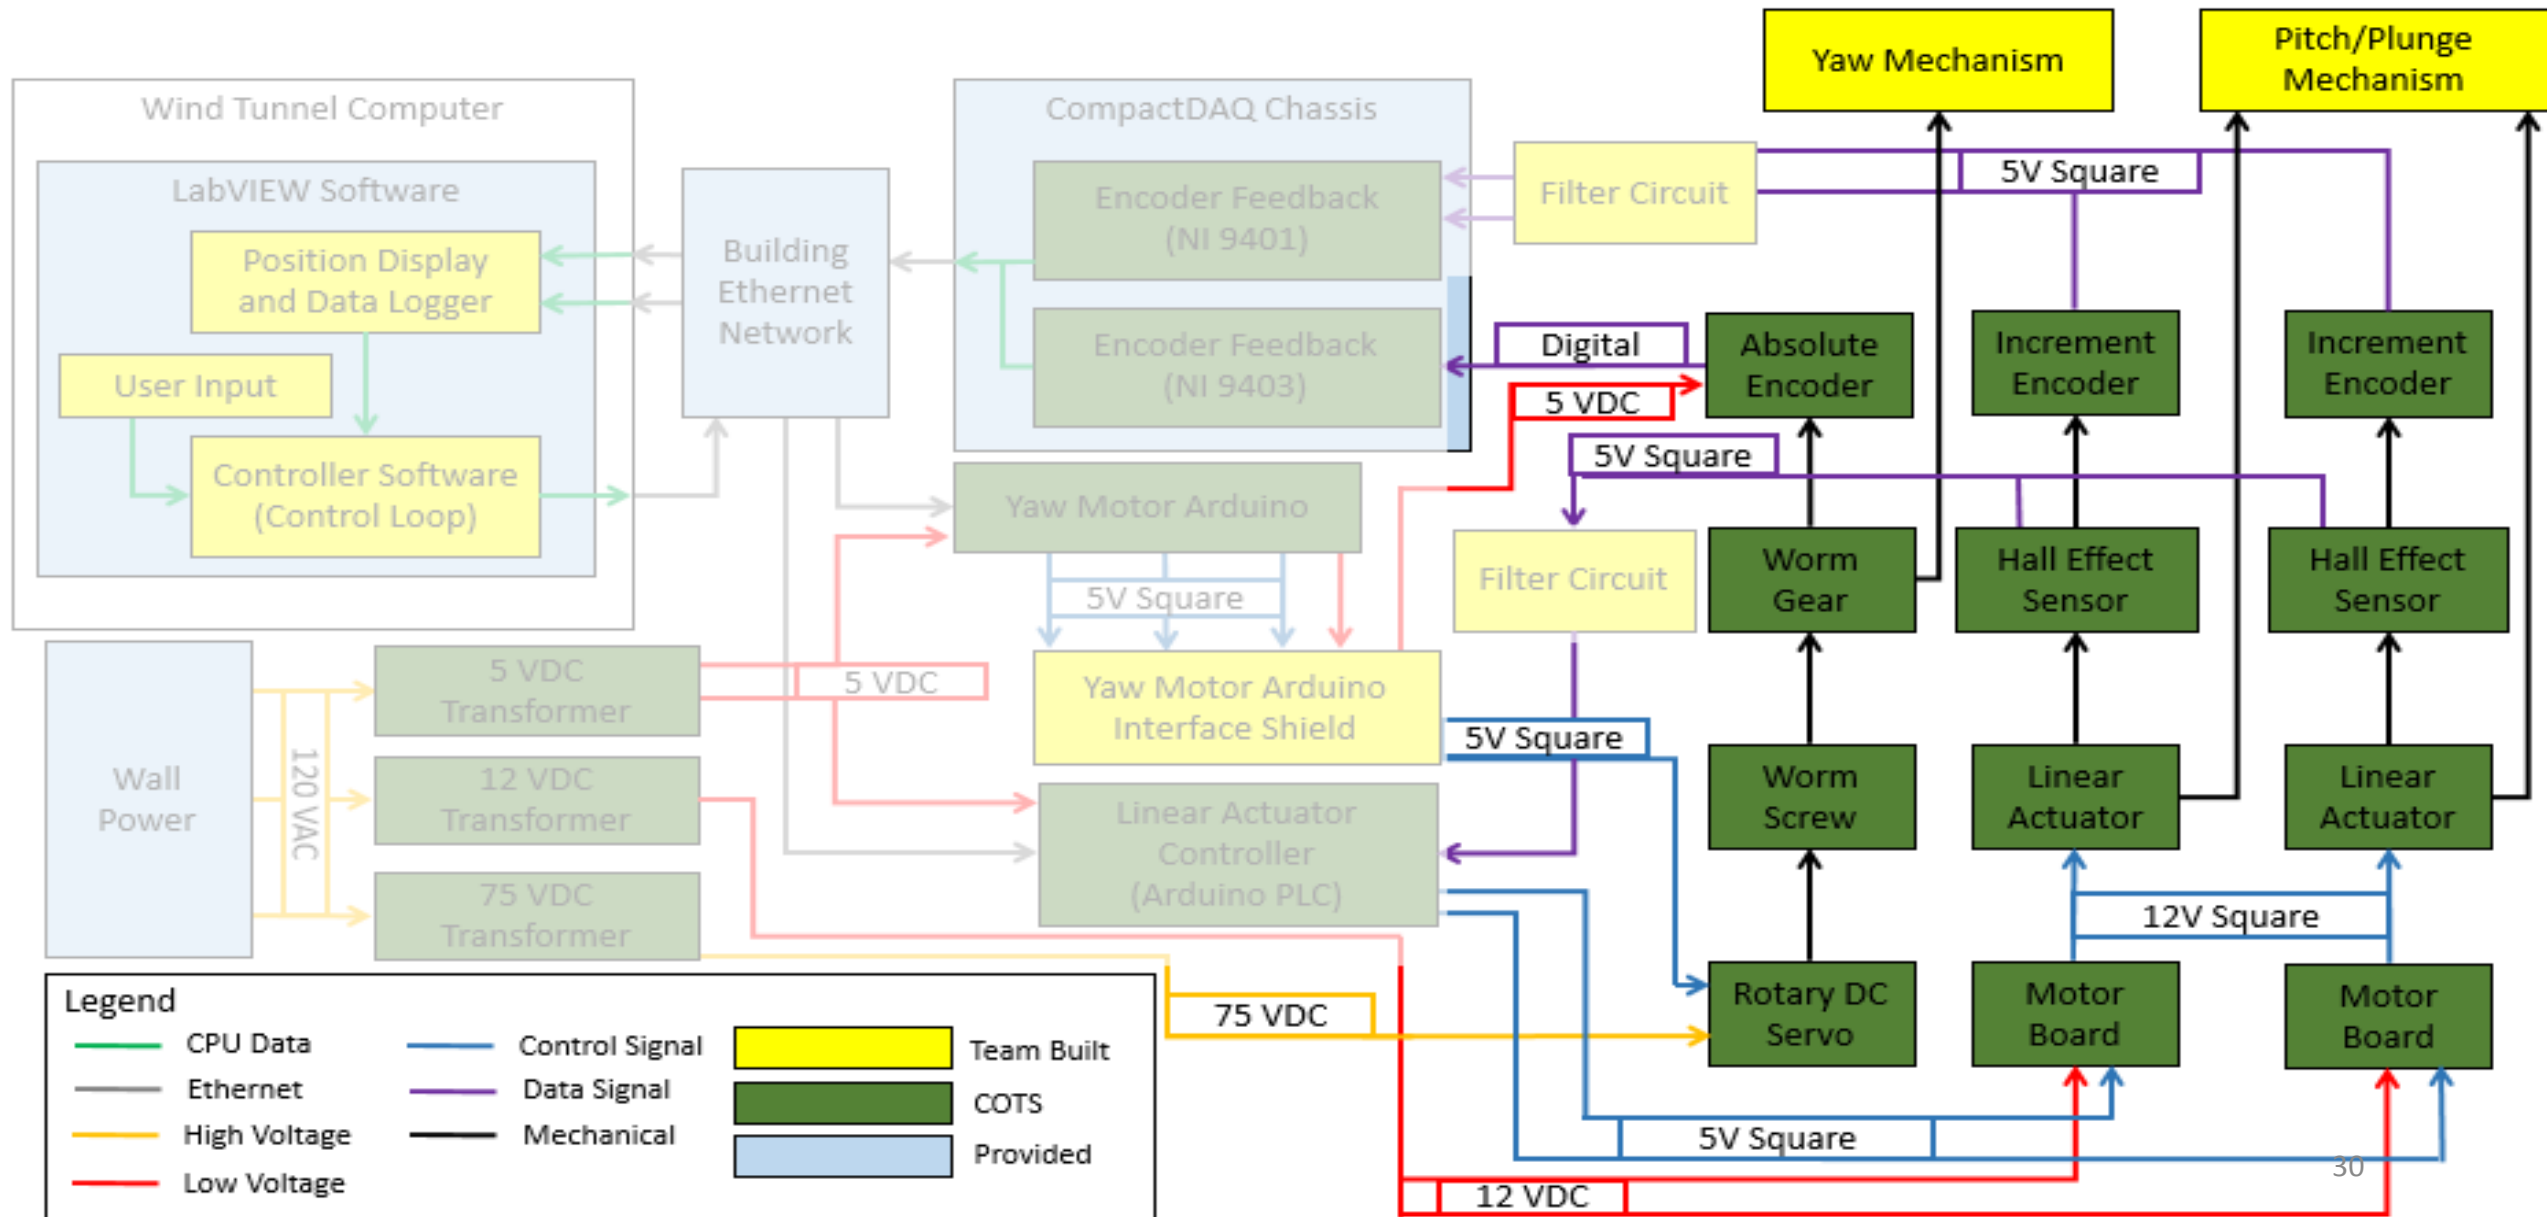 Yaw Mechanism
Pitch/Plunge
Mechanism
Wind Tunnel Computer
LabVIEW Software
Position Display
and Data Logger
User Input
Controller Software
(Control Loop)
Building
Ethernet
Network
CompactDAQ Chassis
Encoder Feedback
(NI 9401)
Encoder Feedback
(NI 9403)
Filter Circuit
5V Square
Digital
5 VDC
Absolute
Encoder
Increment
Encoder
Increment
Encoder
5V Square
Yaw Motor Arduino
5V Square
Filter Circuit
Worm
Gear
Hall Effect
Sensor
Hall Effect
Sensor
Wall
Power
120 VAC
5 VDC
Transformer
5 VDC
12 VDC
Transformer
75 VDC
Transformer
Yaw Motor Arduino
Interface Shield
5V Square
Linear Actuator
Controller
(Arduino PLC)
Worm
Screw
Linear
Actuator
Linear
Actuator
12V Square
75 VDC
Rotary DC
Servo
Motor
Board
Motor
Board
5V Square
30
12 VDC
Legend
CPU Data
Ethernet
High Voltage
Low Voltage
Control Signal
Data Signal
Mechanical
Team Built
COTS
Provided